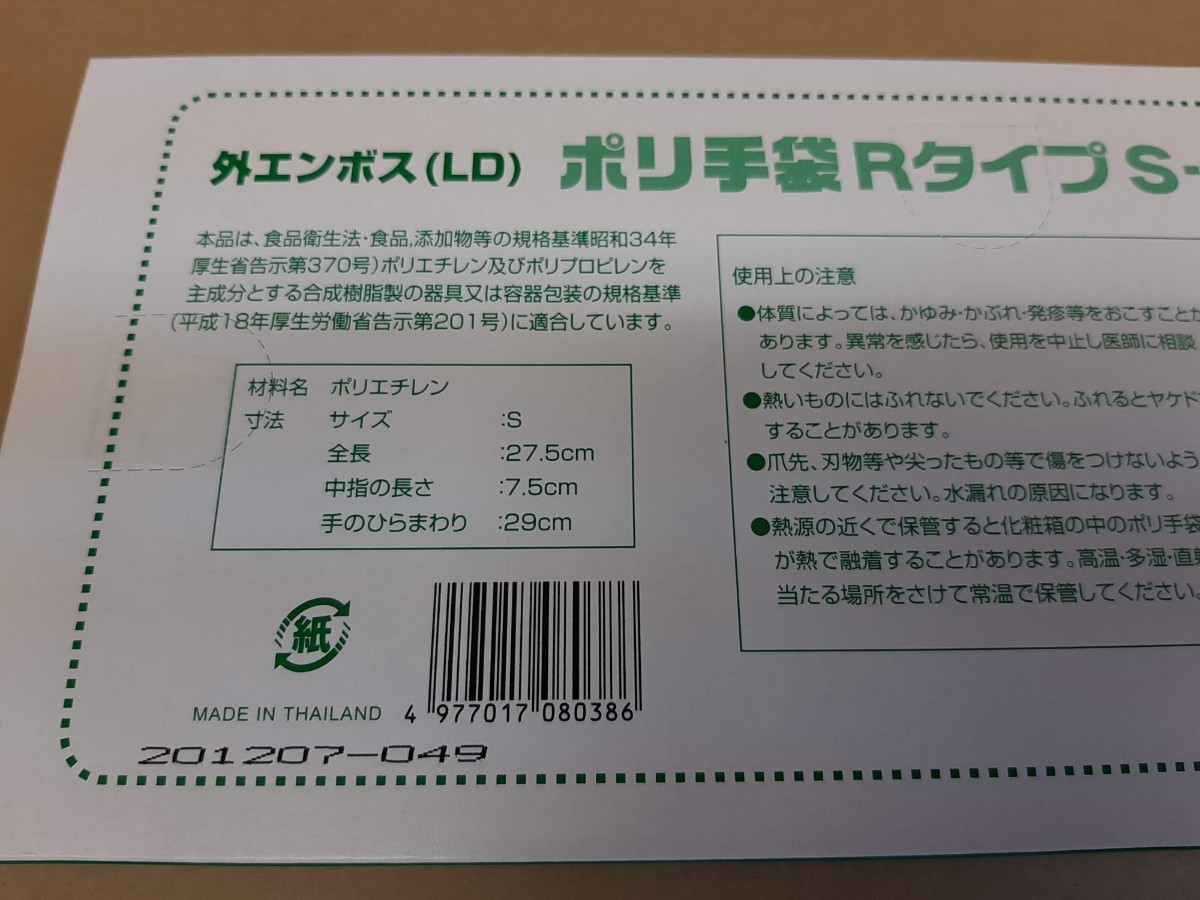 外エンボス(LD) ポリ手袋RタイプS-
本品は、食品衛生法・食品,添加物等の規格基準昭和34年
厚生省告示第370号)ポリエチレン及びポリプロピレンを
主成分とする合成樹脂製の器具又は容器包装の規格基準
(平成18年厚生労働省告示第201号)に適合しています。
材料名 ポリエチレン
寸法 サイズ :S
全長 :27.5cm
中指の長さ :7.5cm
手のひらまわり :29cm
紙
MADE IN THAILAND
4 977017 080386
201207-049
使用上の注意
●体質によっては、かゆみ・かぶれ・発疹等をおこすことが
あります。異常を感じたら、使用を中止し医師に相談
してください。
●熱いものにはふれないでください。ふれるとヤケド
することがあります。
●爪先、刃物等や尖ったもの等で傷をつけないよう
注意してください。水漏れの原因になります。
●熱源の近くで保管すると化粧箱の中のポリ手袋
が熱で融着することがあります。高温・多湿・直射
当たる場所をさけて常温で保管してください。